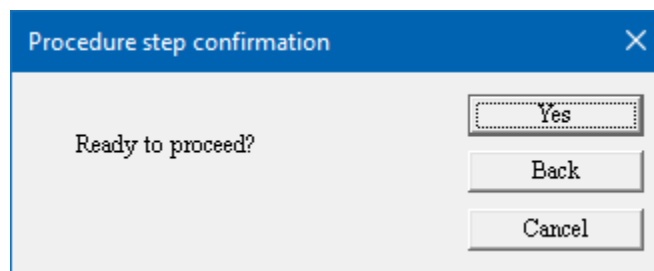 Procedure step confirmation
Ready to proceed?
Yes
Back
Cancel